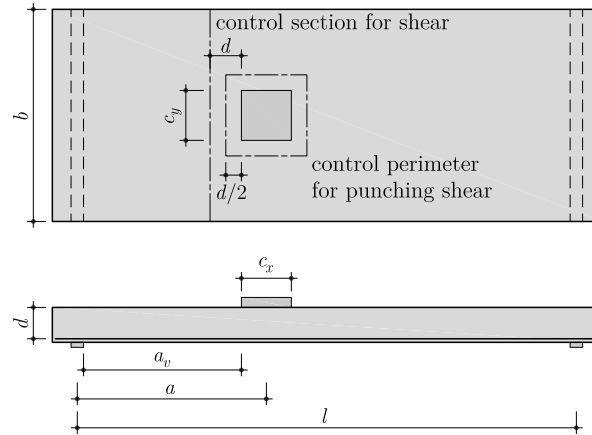 control section for shear
d
b
c_y
control perimeter
d/2
for punching shear
c_x
d
a_v
a
l